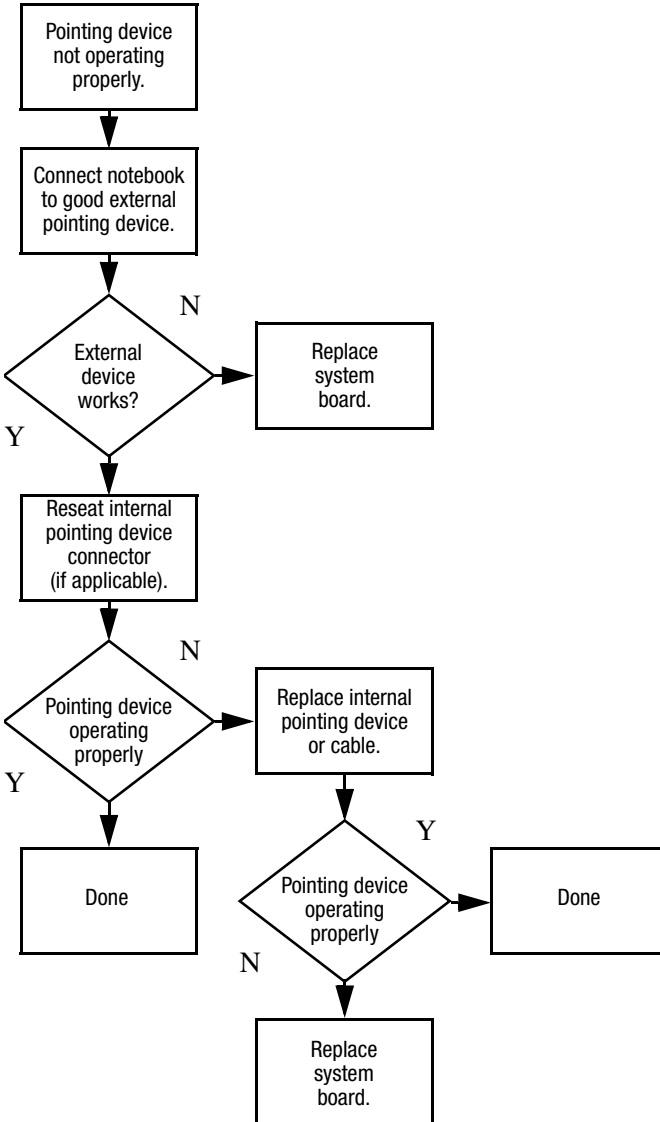 Pointing device
not operating
properly.
Connect notebook
to good external
pointing device.
N
External
device
works?
Replace
system
board.
Y
Reseat internal
pointing device
connector
(if applicable).
N
Pointing device
operating
properly
Replace internal
pointing device
or cable.
Y
Y
Done
Pointing device
operating
properly
Done
N
Replace
system
board.